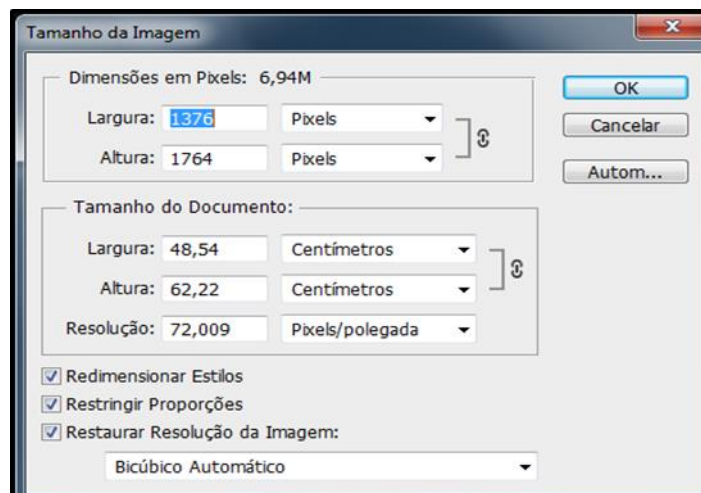 Tamanho da Imagem
Dimensões em Pixels: 6,94M
Largura: 1376 Pixels
Altura: 1764 Pixels
OK
Cancelar
Autom...
Tamanho do Documento:
Largura: 48,54 Centímetros
Altura: 62,22 Centímetros
Resolução: 72,009 Pixels/polegada
Redimensionar Estilos
Restringir Proporções
Restaurar Resolução da Imagem:
Bicúbico Automático